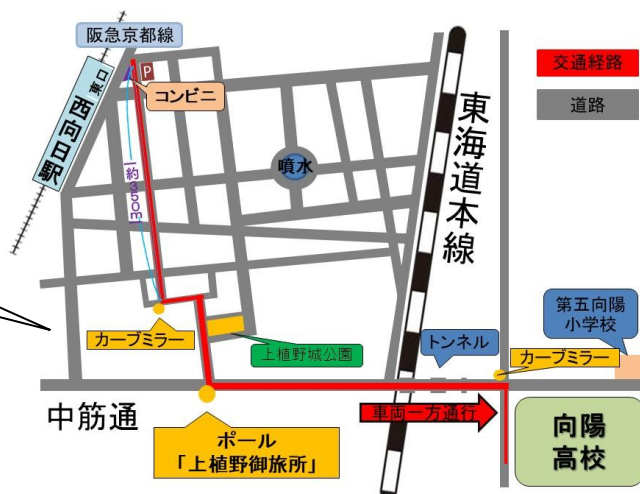 阪急京都線
東口
西向日駅
P
コンビニ
約350m
噴水
東海道本線
交通経路
道路
カーブミラー
上植野城公園
トンネル
カーブミラー
第五向陽
小学校
中筋通
車両一方通行
ポール
「上植野御旅所」
向陽
高校